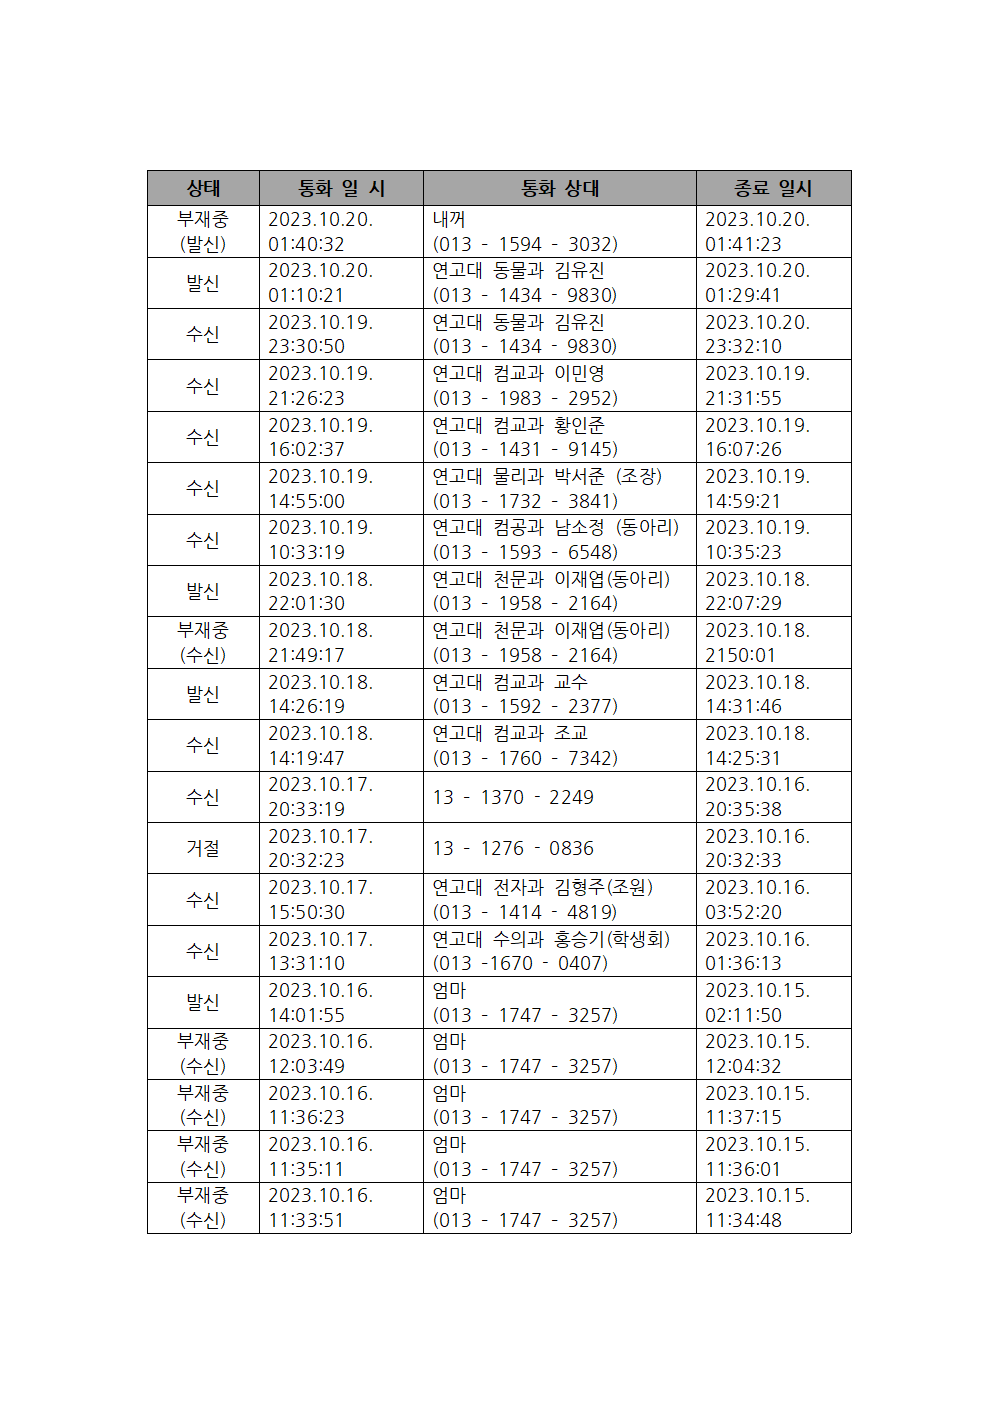 상태 통화 일 시 통화 상대 종료 일시
부재중
(발신)
2023.10.20.
01:40:32
내꺼
(013 - 1594 - 3032)
2023.10.20.
01:41:23
발신
2023.10.20.
01:10:21
연고대 동물과 김유진
(013 - 1434 - 9830)
2023.10.20.
01:29:41
수신
2023.10.19.
23:30:50
연고대 동물과 김유진
(013 - 1434 - 9830)
2023.10.20.
23:32:10
수신
2023.10.19.
21:26:23
연고대 컴교과 이민영
(013 - 1983 - 2952)
2023.10.19.
21:31:55
수신
2023.10.19.
16:02:37
연고대 컴교과 황인준
(013 - 1431 - 9145)
2023.10.19.
16:07:26
수신
2023.10.19.
14:55:00
연고대 물리과 박서준 (조장)
(013 - 1732 - 3841)
2023.10.19.
14:59:21
수신
2023.10.19.
10:33:19
연고대 컴공과 남소정 (동아리)
(013 - 1593 - 6548)
2023.10.19.
10:35:23
발신
2023.10.18.
22:01:30
연고대 천문과 이재엽(동아리)
(013 - 1958 - 2164)
2023.10.18.
22:07:29
부재중
(수신)
2023.10.18.
21:49:17
연고대 천문과 이재엽(동아리)
(013 - 1958 - 2164)
2023.10.18.
2150:01
발신
2023.10.18.
14:26:19
연고대 컴교과 교수
(013 - 1592 - 2377)
2023.10.18.
14:31:46
수신
2023.10.18.
14:19:47
연고대 컴교과 조교
(013 - 1760 - 7342)
2023.10.18.
14:25:31
수신
2023.10.17.
20:33:19
13 - 1370 - 2249
2023.10.16.
20:35:38
거절
2023.10.17.
20:32:23
13 - 1276 - 0836
2023.10.16.
20:32:33
수신
2023.10.17.
15:50:30
연고대 전자과 김형주(조원)
(013 - 1414 - 4819)
2023.10.16.
03:52:20
수신
2023.10.17.
13:31:10
연고대 수의과 홍승기(학생회)
(013 -1670 - 0407)
2023.10.16.
01:36:13
발신
2023.10.16.
14:01:55
엄마
(013 - 1747 - 3257)
2023.10.15.
02:11:50
부재중
(수신)
2023.10.16.
12:03:49
엄마
(013 - 1747 - 3257)
2023.10.15.
12:04:32
부재중
(수신)
2023.10.16.
11:36:23
엄마
(013 - 1747 - 3257)
2023.10.15.
11:37:15
부재중
(수신)
2023.10.16.
11:35:11
엄마
(013 - 1747 - 3257)
2023.10.15.
11:36:01
부재중
(수신)
2023.10.16.
11:33:51
엄마
(013 - 1747 - 3257)
2023.10.15.
11:34:48